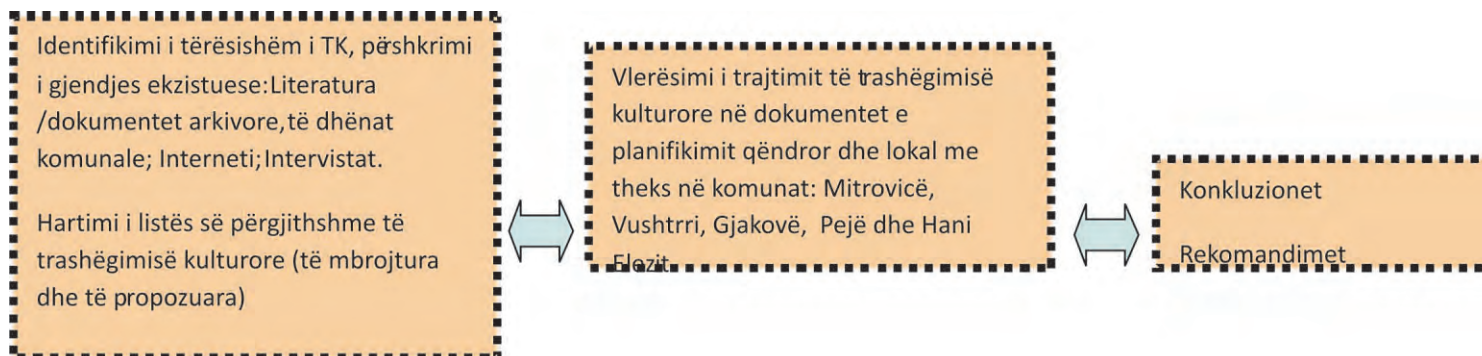 Identifikimi i tërësishëm i TK, përshkrimi
i gjendjes ekzistuese:Literatura
/dokumentet arkivore,të dhënat
komunale; Interneti;Intervistat.
Hartimi i listës së përgjithshme të
trashëgimisë kulturore (të mbrojtura
dhe të propozuara)
Vlerësimi i trajtimit të trashëgimisë
kulturore në dokumentet e
planifikimit qëndror dhe lokal me
theks në komunat: Mitrovicë,
Vushtrri, Gjakovë, Pejë dhe Hani
Elezit
Konkluzionet
Rekomandimet